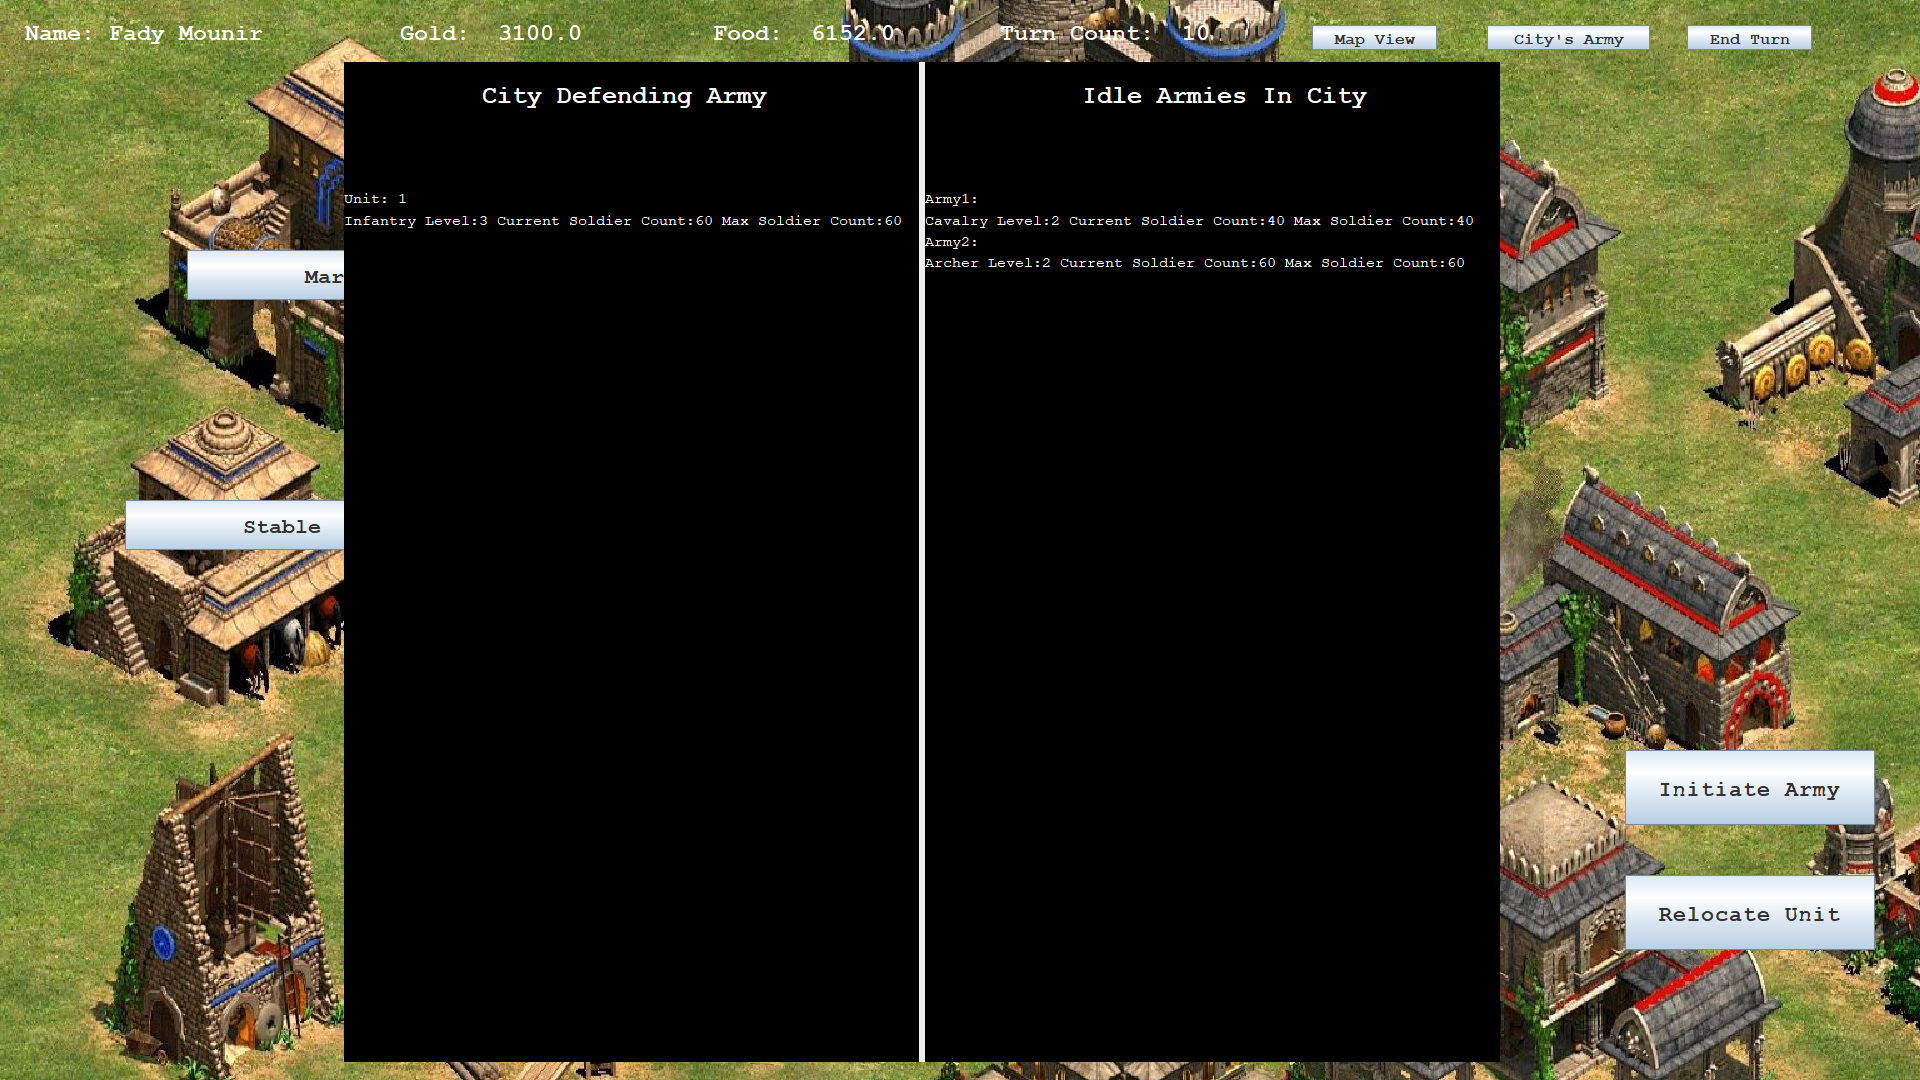 Name: Fady Mounir Gold: 3100.0 Food: 6152.0 Turn Count: 10
Map View City's Army End Turn
City Defending Army
Idle Armies In City
Unit: 1
Infantry Level:3 Current Soldier Count:60 Max Soldier Count:60
Army1:
Cavalry Level:2 Current Soldier Count:40 Max Soldier Count:40
Army2:
Archer Level:2 Current Soldier Count:60 Max Soldier Count:60
Mar
Stable
Initiate Army
Relocate Unit